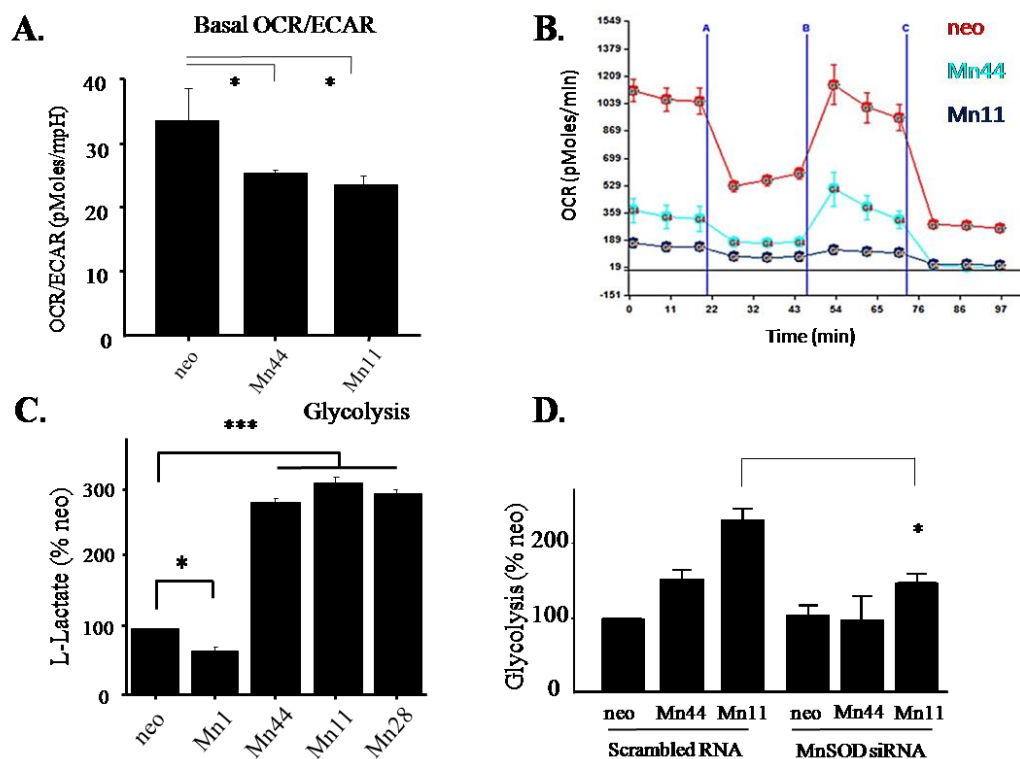 A.
Basal OCR/ECAR
* *
OCR/ECAR (pMoles/mpH)
40
30
20
10
0
neo Mn44 Mn11
B.
A B C
neo
Mn44
Mn11
OCR (pMoles/min)
1549
1379
1209
1039
869
699
529
359
189
19
-151
0 11 22 32 43 54 65 76 86 97
Time (min)
C.
Glycolysis
***
*
L-Lactate (% neo)
300
200
100
0
neo Mn1 Mn44 Mn11 Mn28
D.
*
Glycolysis (% neo)
200
100
0
neo Mn44 Mn11 neo Mn44 Mn11
Scrambled RNA MnSOD siRNA